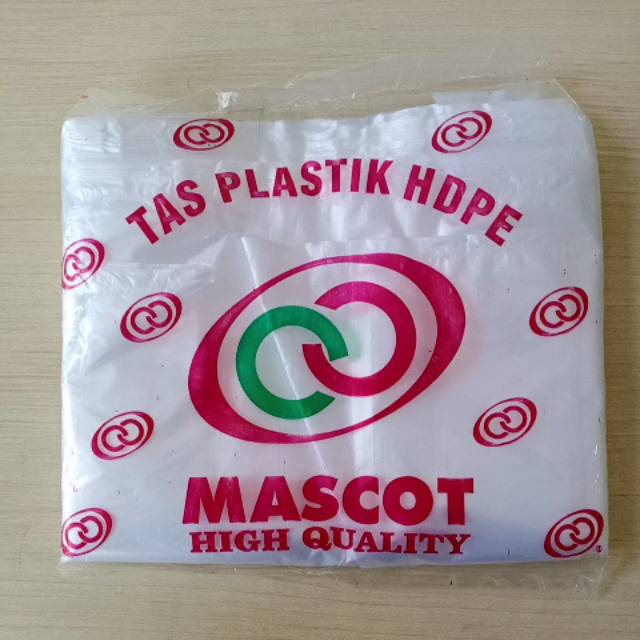 TAS PLASTIK HDPE
MASCOT
HIGH QUALITY